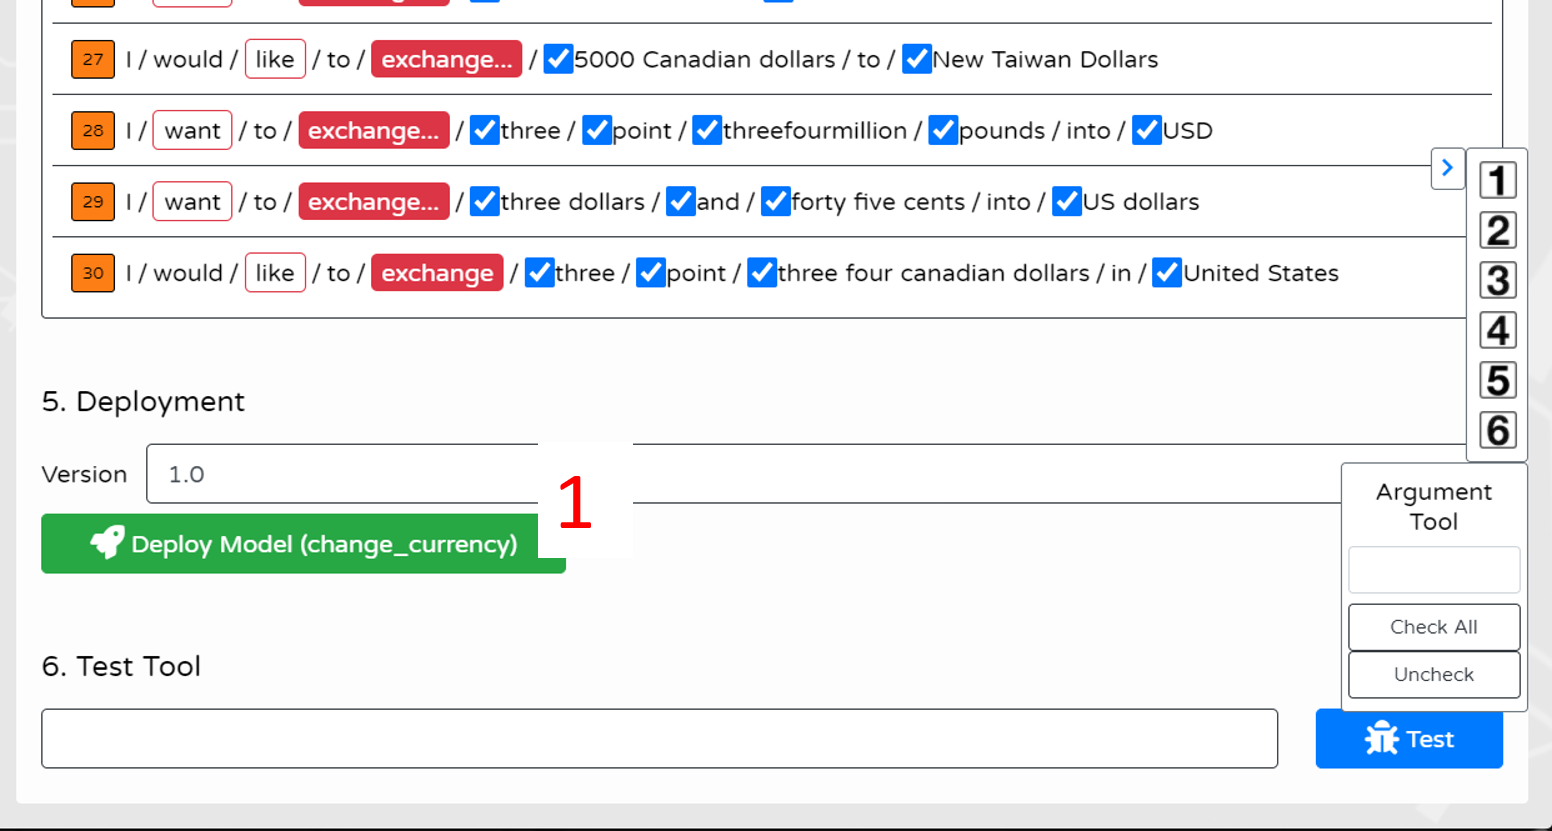 27 I / would / like / to / exchange... / 5000 Canadian dollars / to / New Taiwan Dollars
28 I / want / to / exchange... / three / point / threefourmillion / pounds / into / USD
29 I / want / to / exchange... / three dollars / and / forty five cents / into / US dollars
30 I / would / like / to / exchange / three / point / three four canadian dollars / in / United States
1
2
3
4
5
6
5. Deployment
Version 1.0
1
Deploy Model (change_currency)
Argument
Tool
Check All
Uncheck
6. Test Tool
Test